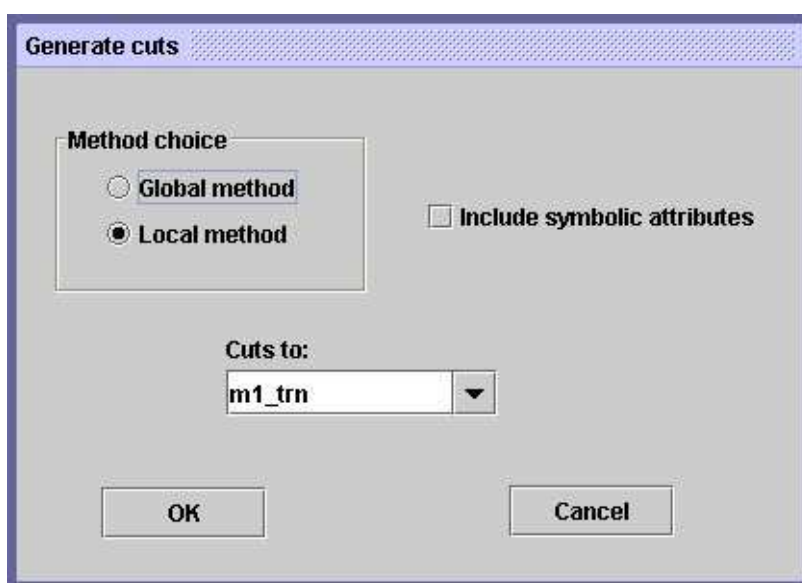 Generate cuts
Method choice
Global method
Local method
Include symbolic attributes
Cuts to:
m1_trn
OK
Cancel